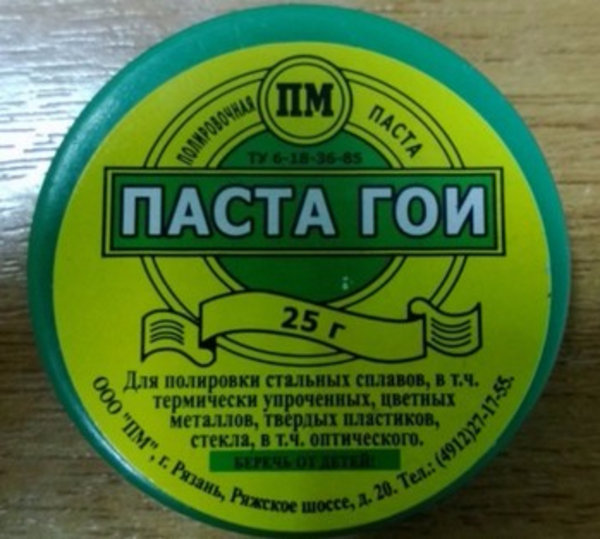 ПМ
ПОЛИРОВОЧНАЯ ПАСТА
ТУ 6-18-36-85
ПАСТА ГОИ
25 г
Для полировки стальных сплавов, в т.ч.
термически упроченных, цветных
металлов, твердых пластиков,
стекла, в т.ч. оптического.
БЕРЕЧЬ ОТ ДЕТЕЙ!
ООО "ПМ", г. Рязань, Ряжское шоссе, д. 20. Тел.: (4912)27-17-55.